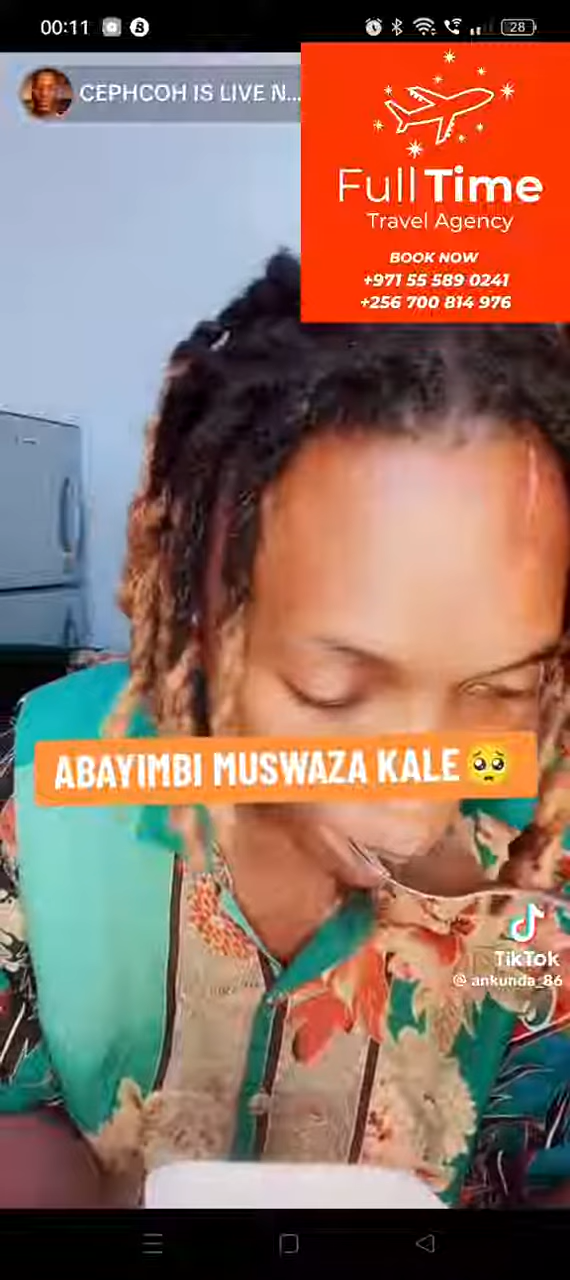 00:11
28
CEPHCOH IS LIVE N...
Full Time
Travel Agency
BOOK NOW
+971 55 589 0241
+256 700 814 976
ABAYIMBI MUSWAZA KALE🥺
TikTok
@ankunda_86